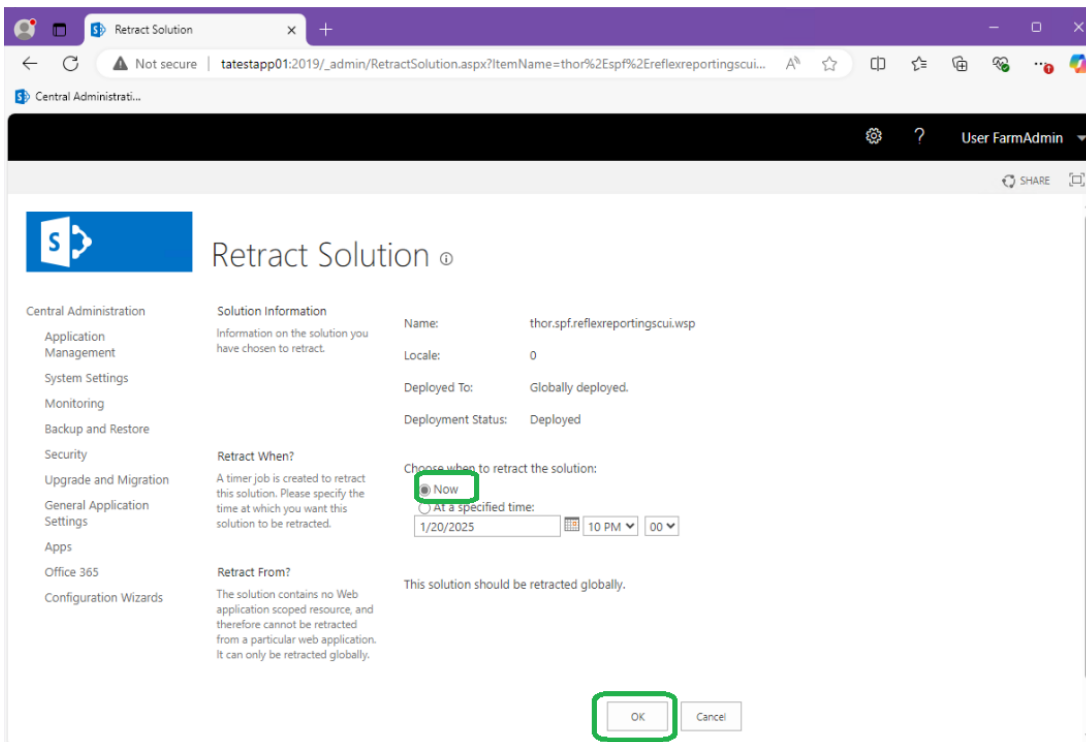 Retract Solution
Not secure
tatestapp01:2019/_admin/RetractSolution.aspx?ItemName=thor%2Espf%2Ereflexreportingscui...
Central Administrati...
?
User FarmAdmin
SHARE
S
Retract Solution
Central Administration
Application
Management
System Settings
Monitoring
Backup and Restore
Security
Upgrade and Migration
General Application
Settings
Apps
Office 365
Configuration Wizards
Solution Information
Information on the solution you
have chosen to retract.
Name: thor.spf.reflexreportingscui.wsp
Locale: 0
Deployed To: Globally deployed.
Deployment Status: Deployed
Retract When?
A timer job is created to retract
this solution. Please specify the
time at which you want this
solution to be retracted.
Choose when to retract the solution:
Now
At a specified time:
1/20/2025 10 PM 00
Retract From?
The solution contains no Web
application scoped resource, and
therefore cannot be retracted
from a particular web application.
It can only be retracted globally.
This solution should be retracted globally.
OK Cancel